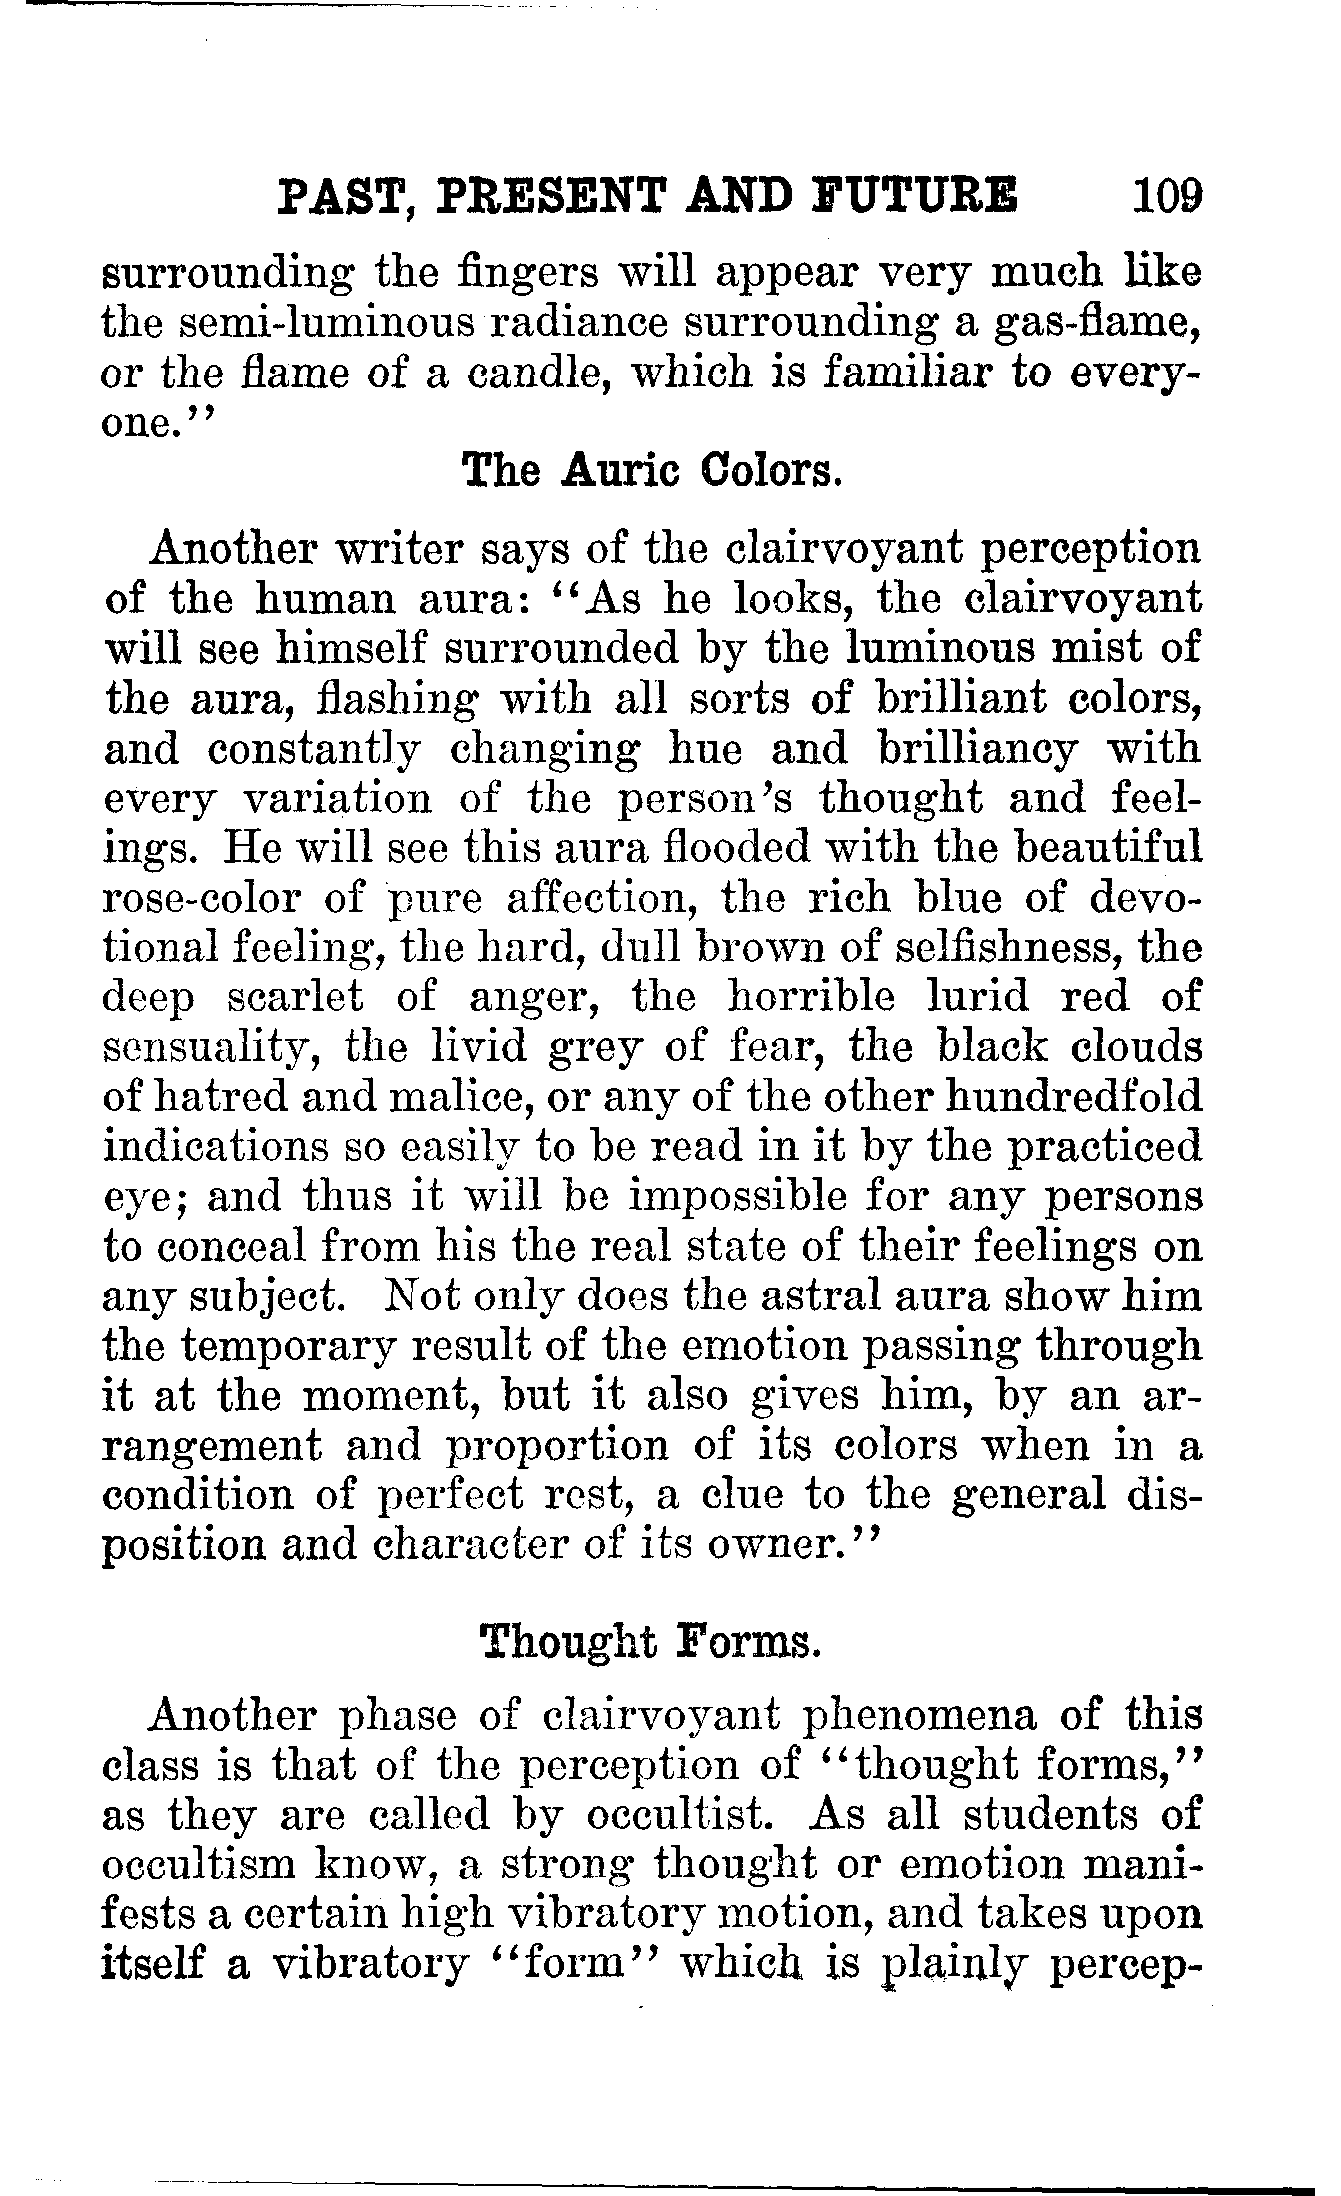 PAST, PRESENT AND FUTURE 109
surrounding the fingers will appear very much like
the semi-luminous radiance surrounding a gas-flame,
or the flame of a candle, which is familiar to every-
one.''
The Auric Colors.
Another writer says of the clairvoyant perception
of the human aura: ''As he looks, the clairvoyant
will see himself surrounded by the luminous mist of
the aura, flashing with all sorts of brilliant colors,
and constantly changing hue and brilliancy with
every variation of the person's thought and feel-
ings. He will see this aura flooded with the beautiful
rose-color of pure affection, the rich blue of devo-
tional feeling, the hard, dull brown of selfishness, the
deep scarlet of anger, the horrible lurid red of
sensuality, the livid grey of fear, the black clouds
of hatred and malice, or any of the other hundredfold
indications so easily to be read in it by the practiced
eye; and thus it will be impossible for any persons
to conceal from his the real state of their feelings on
any subject. Not only does the astral aura show him
the temporary result of the emotion passing through
it at the moment, but it also gives him, by an ar-
rangement and proportion of its colors when in a
condition of perfect rest, a clue to the general dis-
position and character of its owner.''
Thought Forms.
Another phase of clairvoyant phenomena of this
class is that of the perception of ''thought forms,''
as they are called by occultist. As all students of
occultism know, a strong thought or emotion mani-
fests a certain high vibratory motion, and takes upon
itself a vibratory ''form'' which is plainly percep-